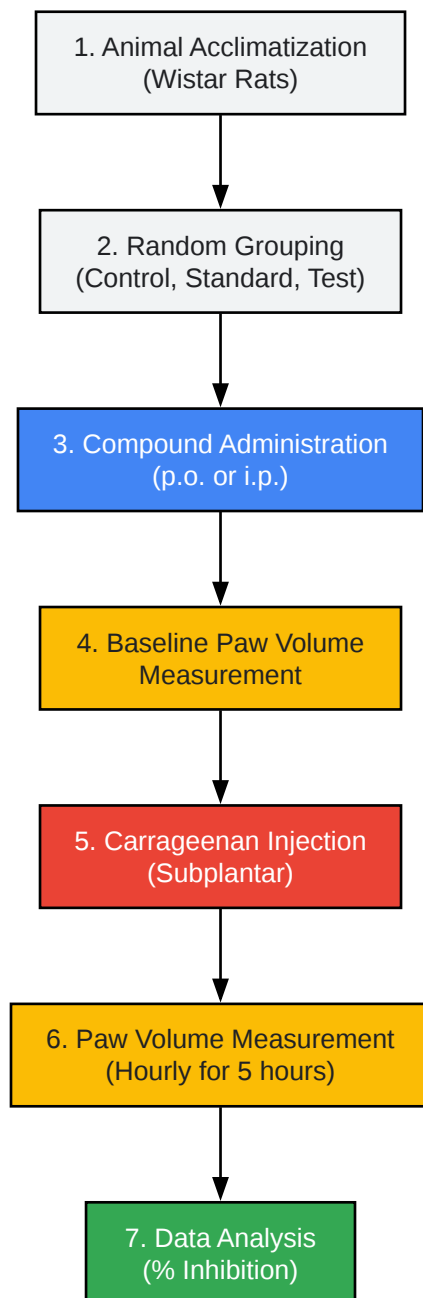 1. Animal Acclimatization
(Wistar Rats)
2. Random Grouping
(Control, Standard, Test)
3. Compound Administration
(p.o. or i.p.)
4. Baseline Paw Volume
Measurement
5. Carrageenan Injection
(Subplantar)
6. Paw Volume Measurement
(Hourly for 5 hours)
7. Data Analysis
(% Inhibition)